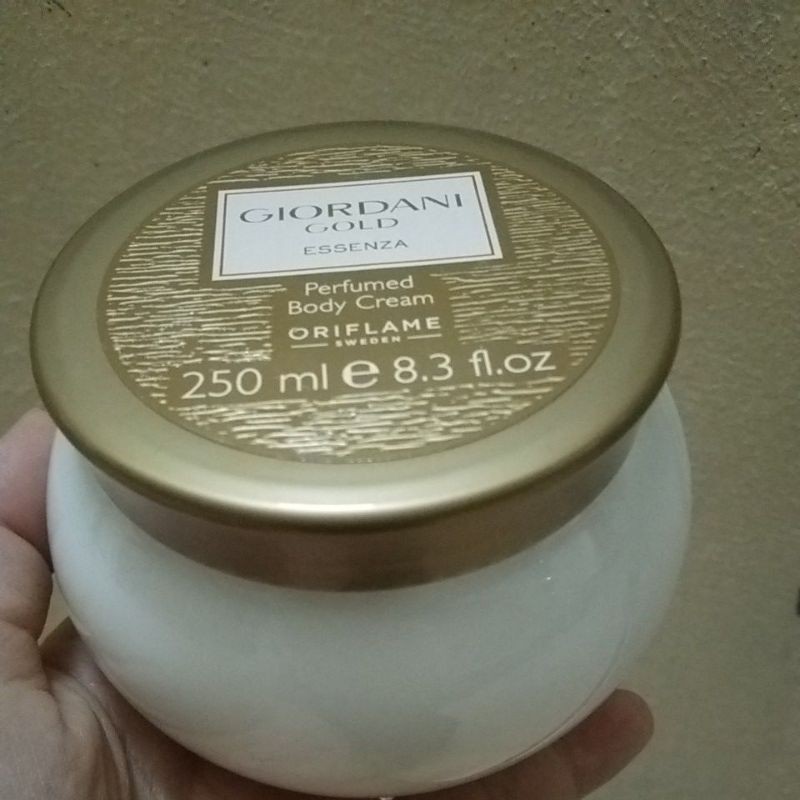 GIORDANI
GOLD
ESSENZA
Perfumed
Body Cream
ORIFLAME
SWEDEN
250 ml e 8.3 fl.oz